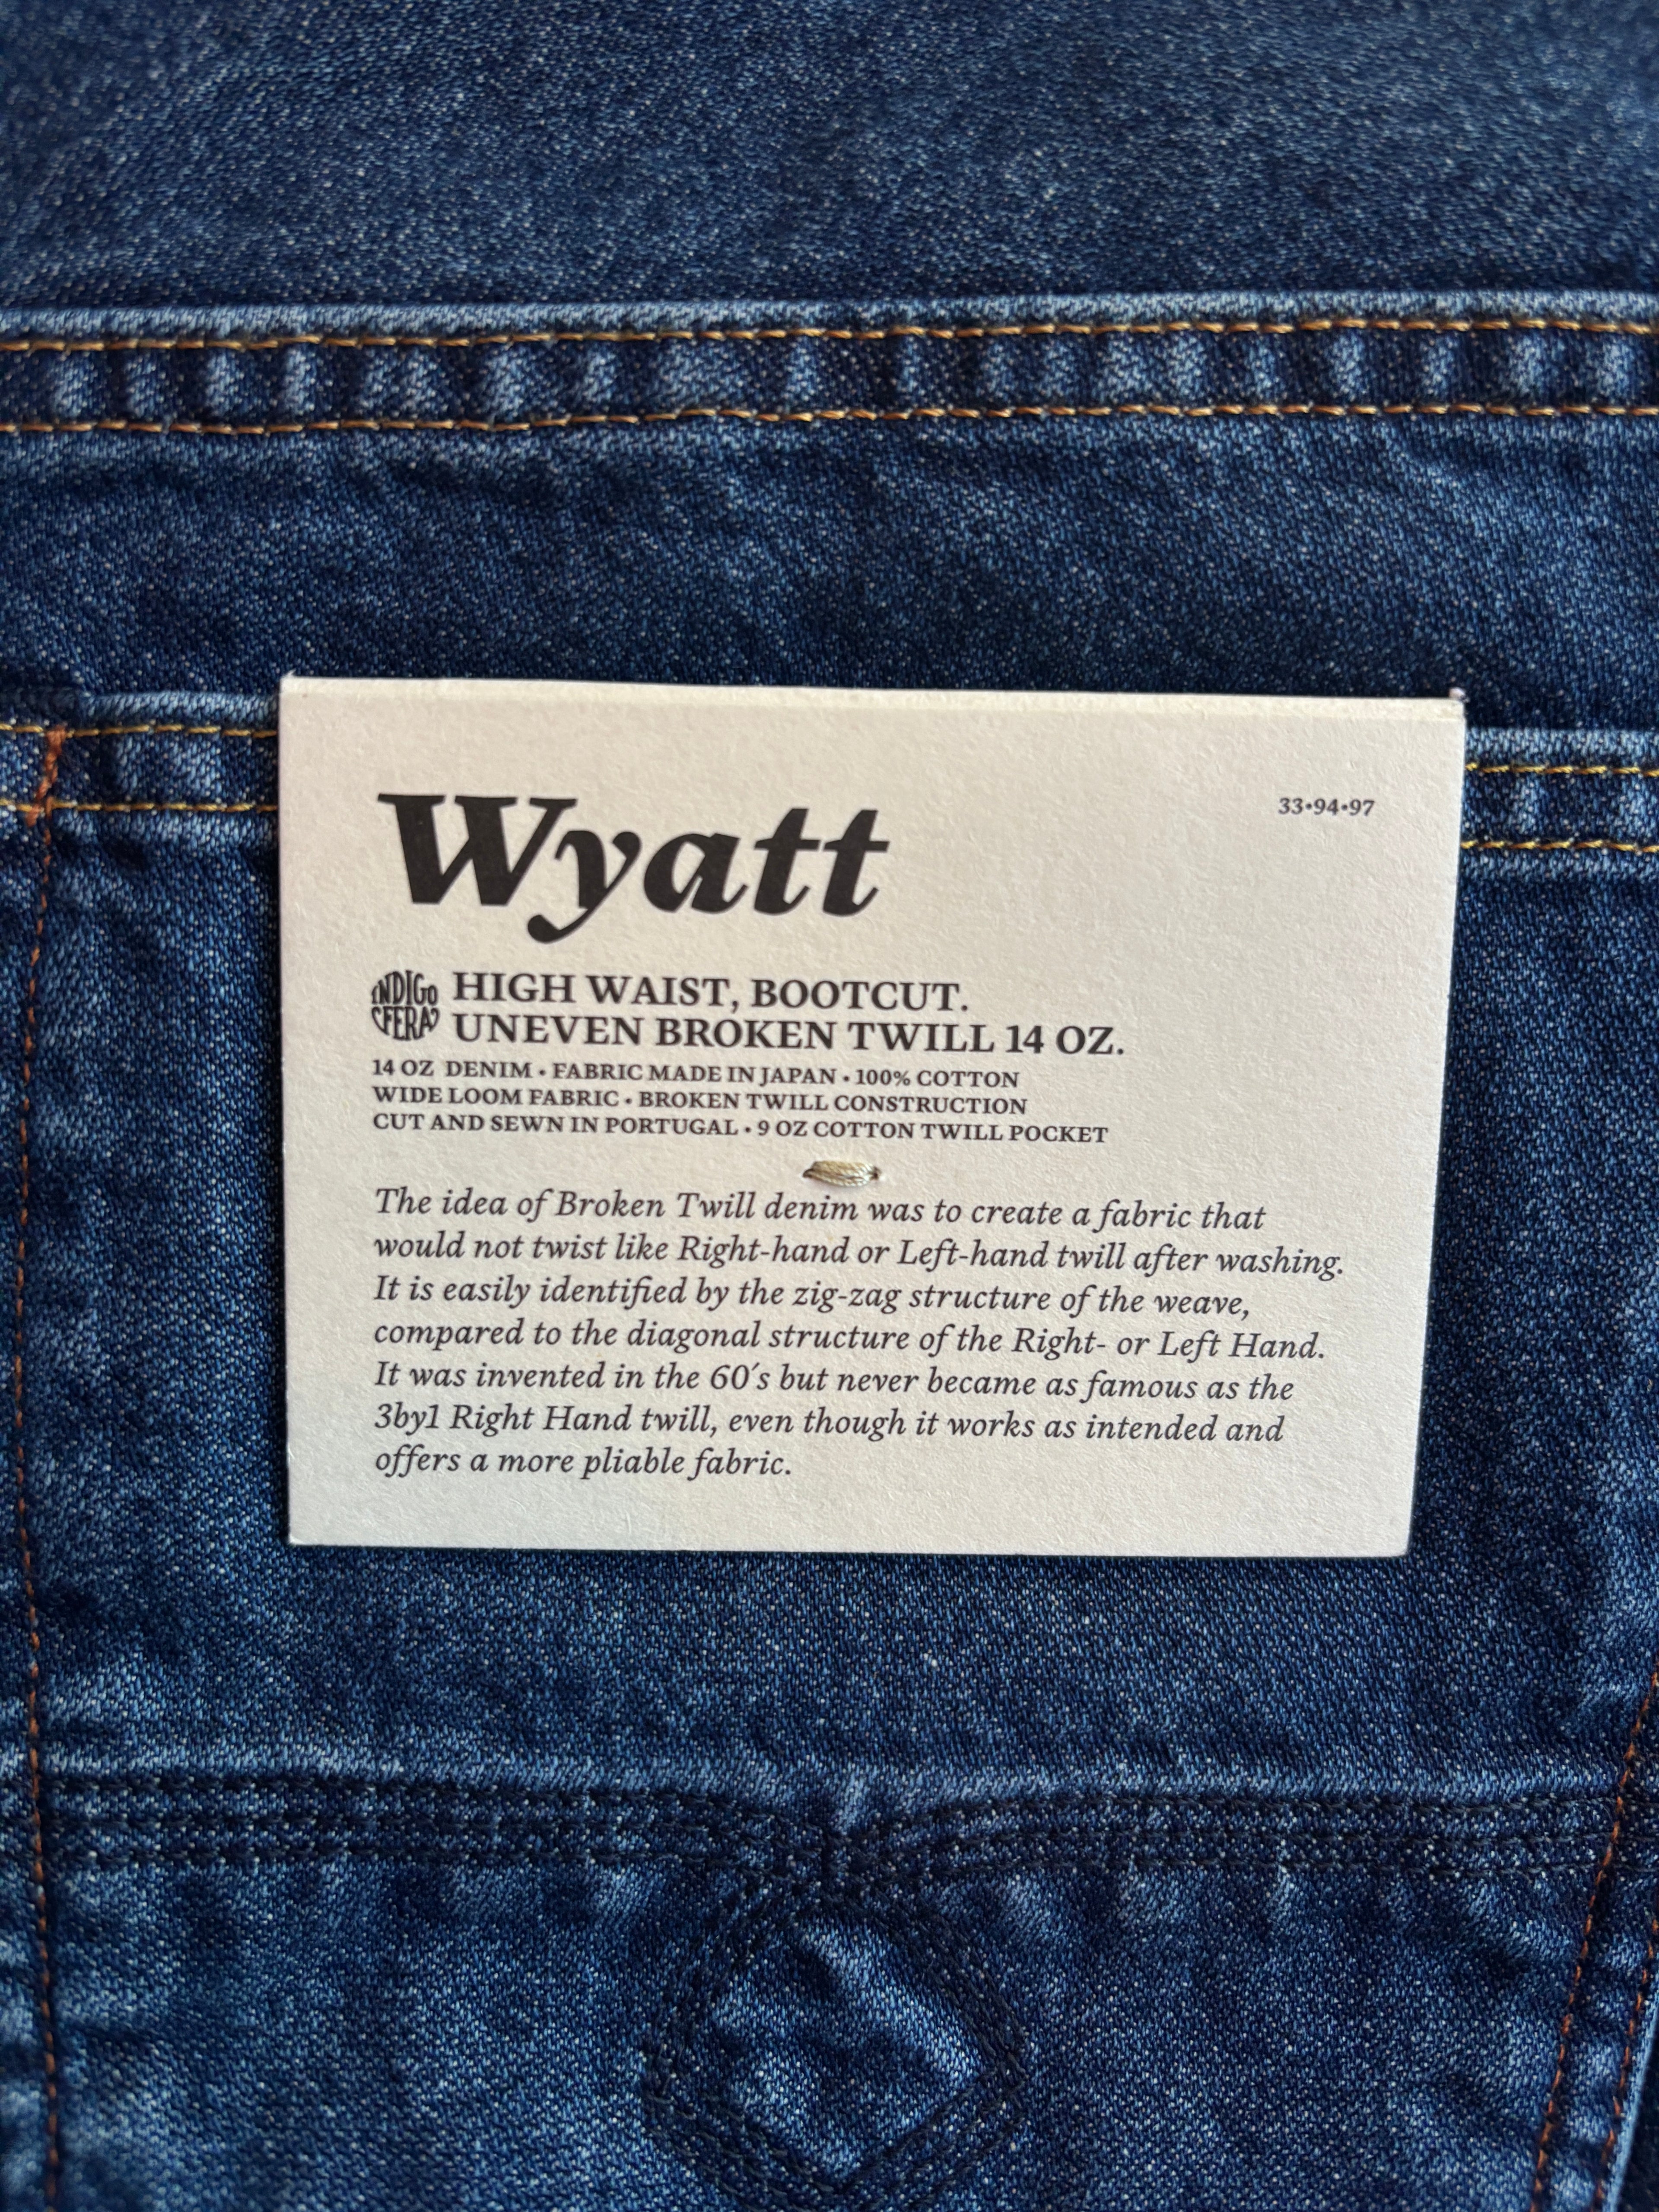 Wyatt
33•94•97
INDIGOFERA
HIGH WAIST, BOOTCUT.
UNEVEN BROKEN TWILL 14 OZ.
14 OZ DENIM • FABRIC MADE IN JAPAN • 100% COTTON
WIDE LOOM FABRIC • BROKEN TWILL CONSTRUCTION
CUT AND SEWN IN PORTUGAL • 9 OZ COTTON TWILL POCKET
The idea of Broken Twill denim was to create a fabric that
would not twist like Right-hand or Left-hand twill after washing.
It is easily identified by the zig-zag structure of the weave,
compared to the diagonal structure of the Right- or Left Hand.
It was invented in the 60´s but never became as famous as the
3by1 Right Hand twill, even though it works as intended and
offers a more pliable fabric.